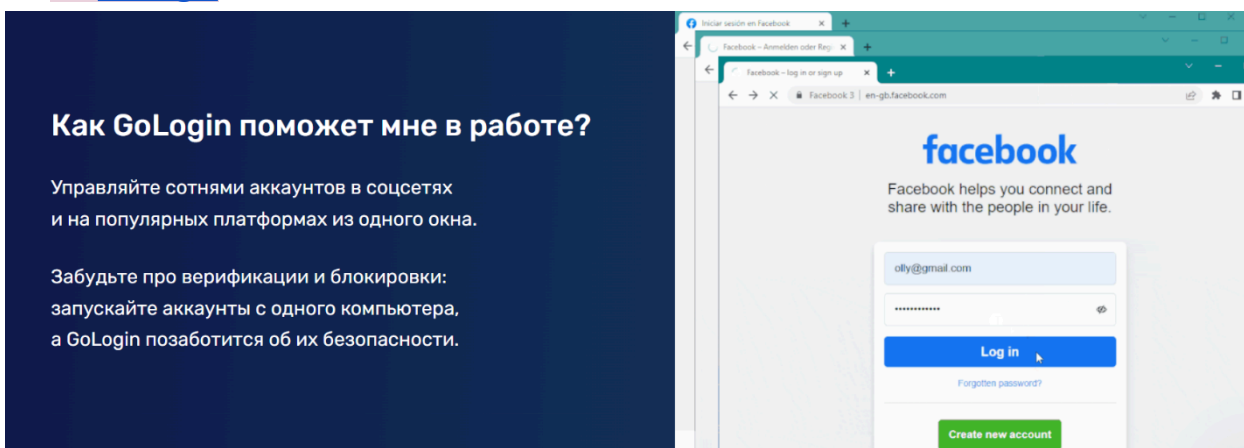 Как GoLogin поможет мне в работе?
Управляйте сотнями аккаунтов в соцсетях
и на популярных платформах из одного окна.
Забудьте про верификации и блокировки:
запускайте аккаунты с одного компьютера,
а GoLogin позаботится об их безопасности.
Iniciar sesión en Facebook
Facebook – Anmelden oder Regi
Facebook – log in or sign up
Facebook 3 | en-gb.facebook.com
facebook
Facebook helps you connect and
share with the people in your life.
olly@gmail.com
Log in
Forgotten password?
Create new account